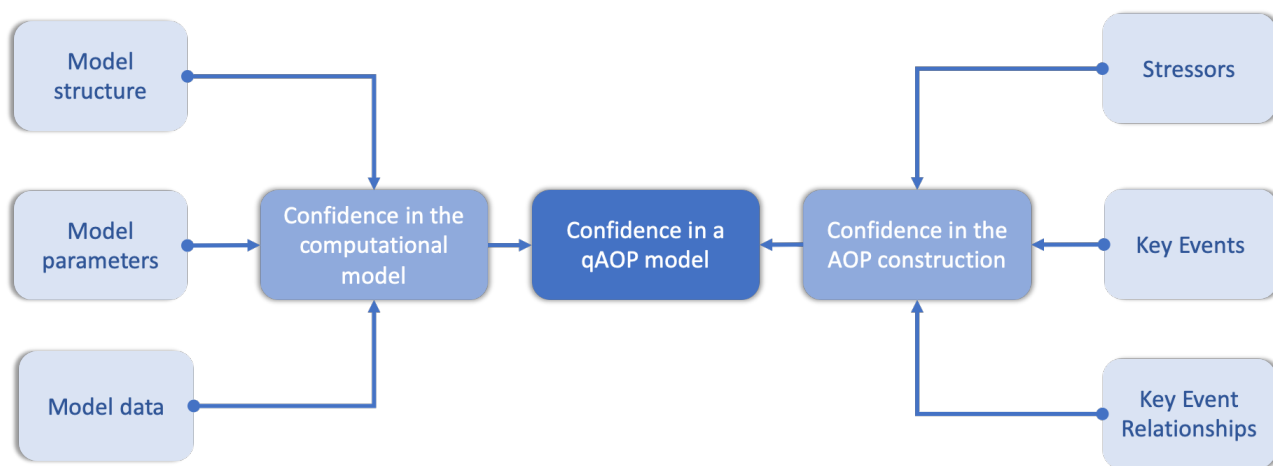 Model
structure
Model
parameters
Model data
Confidence in the
computational
model
Confidence in a
qAOP model
Confidence in the
AOP construction
Stressors
Key Events
Key Event
Relationships